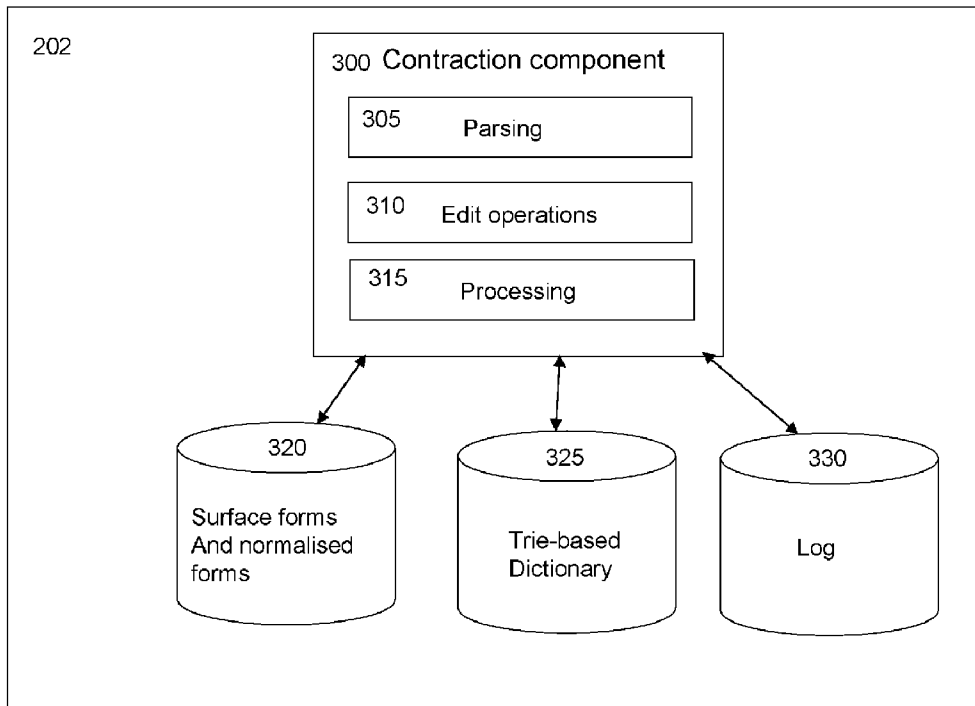 202
300 Contraction component
305 Parsing
310 Edit operations
315 Processing
320
Surface forms
And normalised
forms
325
Trie-based
Dictionary
330
Log